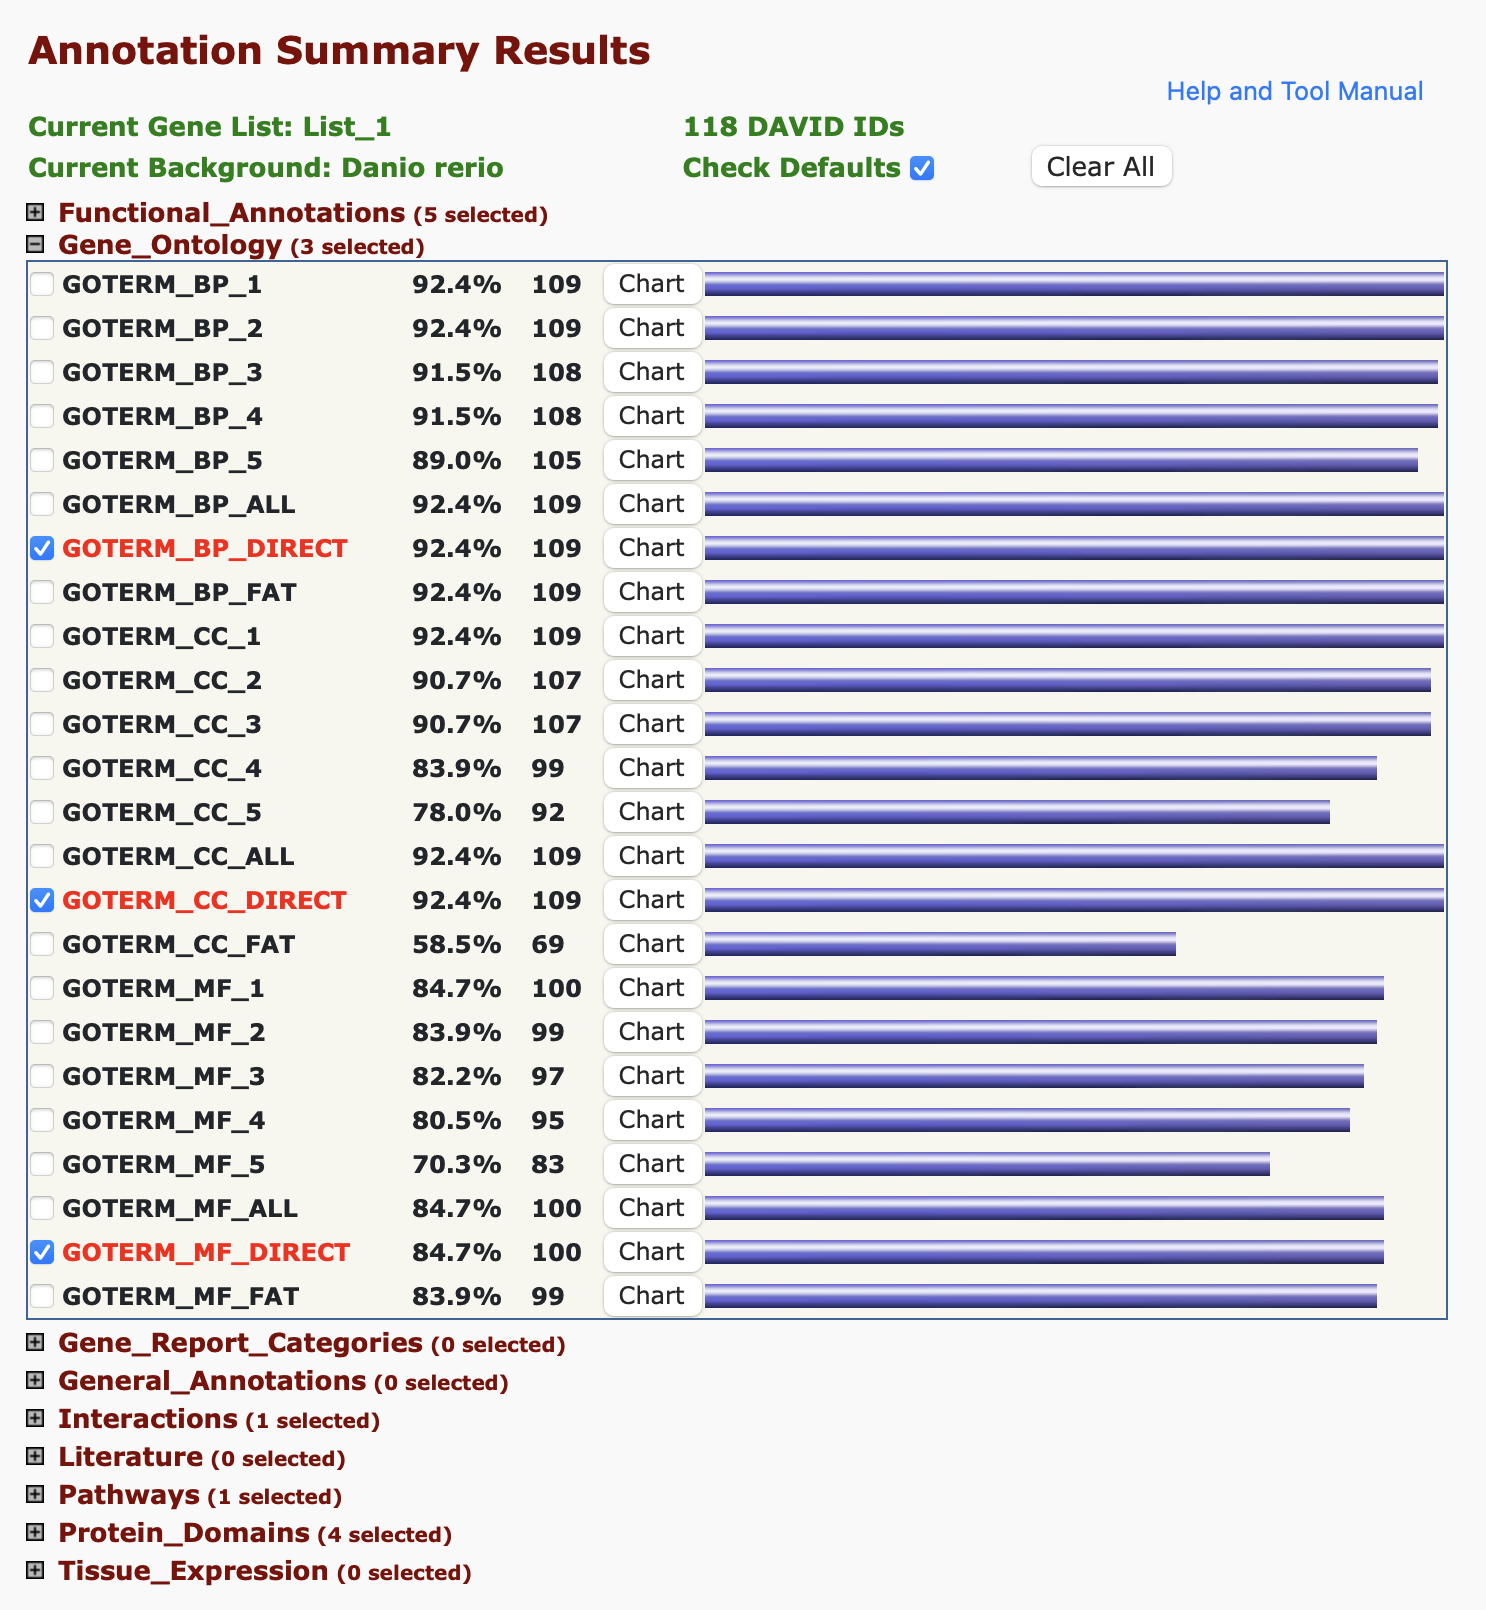 Annotation Summary Results
Help and Tool Manual
Current Gene List: List_1 118 DAVID IDs
Current Background: Danio rerio Check Defaults Clear All
Functional_Annotations (5 selected)
Gene_Ontology (3 selected)
GOTERM_BP_1 92.4% 109 Chart
GOTERM_BP_2 92.4% 109 Chart
GOTERM_BP_3 91.5% 108 Chart
GOTERM_BP_4 91.5% 108 Chart
GOTERM_BP_5 89.0% 105 Chart
GOTERM_BP_ALL 92.4% 109 Chart
GOTERM_BP_DIRECT 92.4% 109 Chart
GOTERM_BP_FAT 92.4% 109 Chart
GOTERM_CC_1 92.4% 109 Chart
GOTERM_CC_2 90.7% 107 Chart
GOTERM_CC_3 90.7% 107 Chart
GOTERM_CC_4 83.9% 99 Chart
GOTERM_CC_5 78.0% 92 Chart
GOTERM_CC_ALL 92.4% 109 Chart
GOTERM_CC_DIRECT 92.4% 109 Chart
GOTERM_CC_FAT 58.5% 69 Chart
GOTERM_MF_1 84.7% 100 Chart
GOTERM_MF_2 83.9% 99 Chart
GOTERM_MF_3 82.2% 97 Chart
GOTERM_MF_4 80.5% 95 Chart
GOTERM_MF_5 70.3% 83 Chart
GOTERM_MF_ALL 84.7% 100 Chart
GOTERM_MF_DIRECT 84.7% 100 Chart
GOTERM_MF_FAT 83.9% 99 Chart
Gene_Report_Categories (0 selected)
General_Annotations (0 selected)
Interactions (1 selected)
Literature (0 selected)
Pathways (1 selected)
Protein_Domains (4 selected)
Tissue_Expression (0 selected)